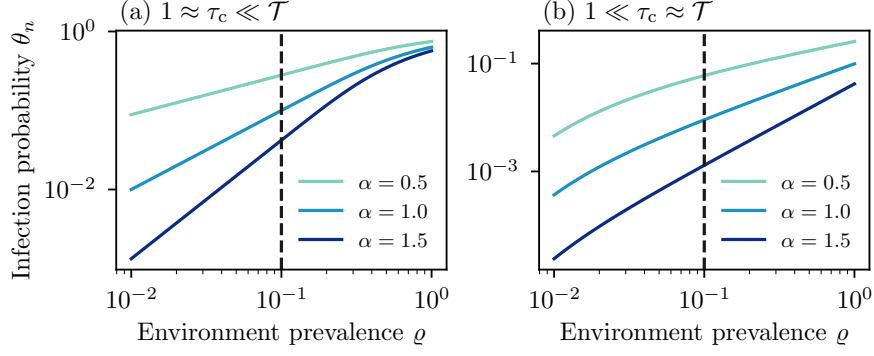 (a) 1 ≈ τ_c ≪ 𝒯
(b) 1 ≪ τ_c ≈ 𝒯
Infection probability θ_n
10^0
10^{-2}
α = 0.5
α = 1.0
α = 1.5
10^{-2}
10^{-1}
10^0
Environment prevalence ϱ
10^{-1}
10^{-3}
α = 0.5
α = 1.0
α = 1.5
10^{-2}
10^{-1}
10^0
Environment prevalence ϱ